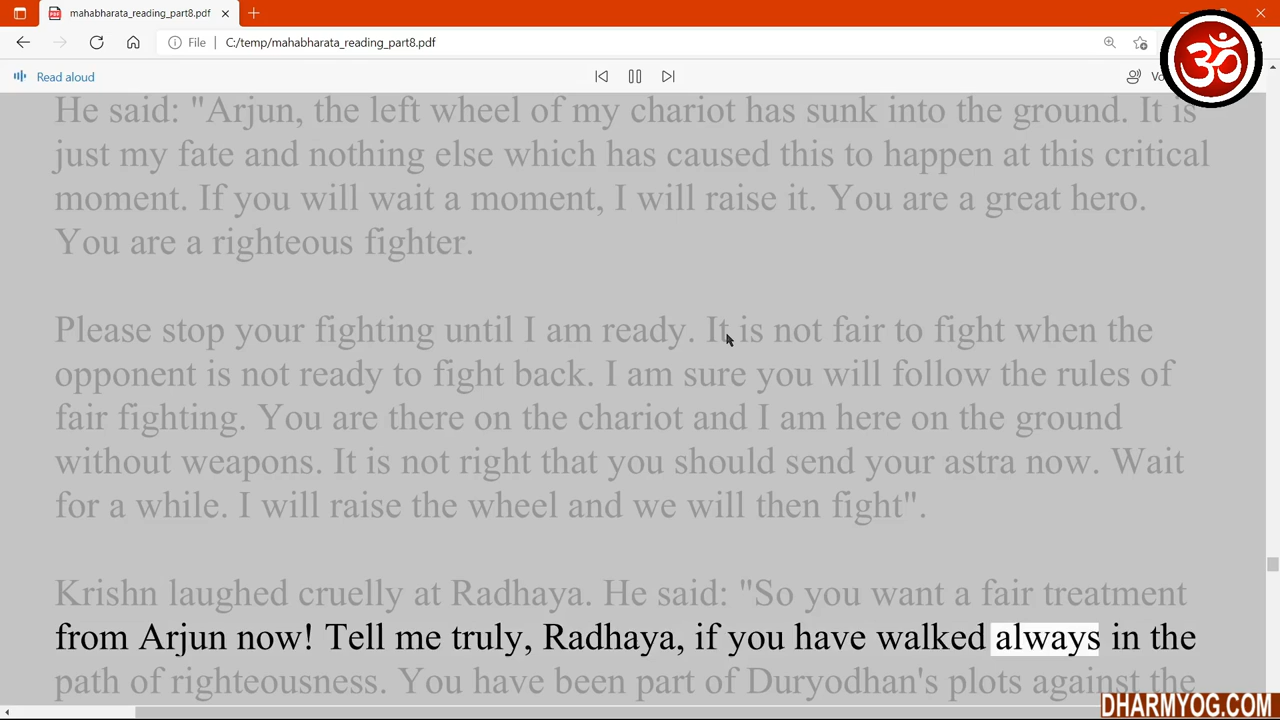 mahabharata_reading_part8.pdf
File C:/temp/mahabharata_reading_part8.pdf
Read aloud
He said: "Arjun, the left wheel of my chariot has sunk into the ground. It is
just my fate and nothing else which has caused this to happen at this critical
moment. If you will wait a moment, I will raise it. You are a great hero.
You are a righteous fighter.
Please stop your fighting until I am ready. It is not fair to fight when the
opponent is not ready to fight back. I am sure you will follow the rules of
fair fighting. You are there on the chariot and I am here on the ground
without weapons. It is not right that you should send your astra now. Wait
for a while. I will raise the wheel and we will then fight".
Krishn laughed cruelly at Radhaya. He said: "So you want a fair treatment
from Arjun now! Tell me truly, Radhaya, if you have walked always in the
path of righteousness. You have been part of Duryodhan's plots against the
ॐ
DHARMYOG.COM